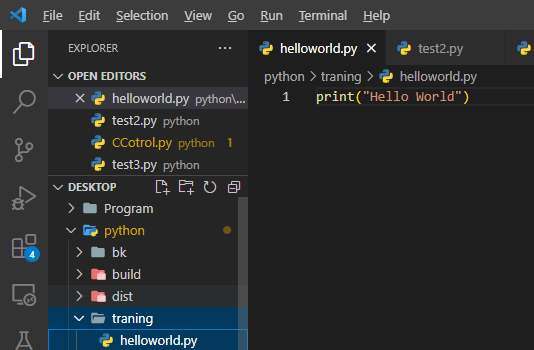 File Edit Selection View Go Run Terminal Help
EXPLORER
helloworld.py
test2.py
OPEN EDITORS
python > traning > helloworld.py
helloworld.py python\...
1 print("Hello World")
test2.py python
CCotrol.py python 1
test3.py python
DESKTOP
Program
python
bk
4
build
dist
traning
helloworld.py